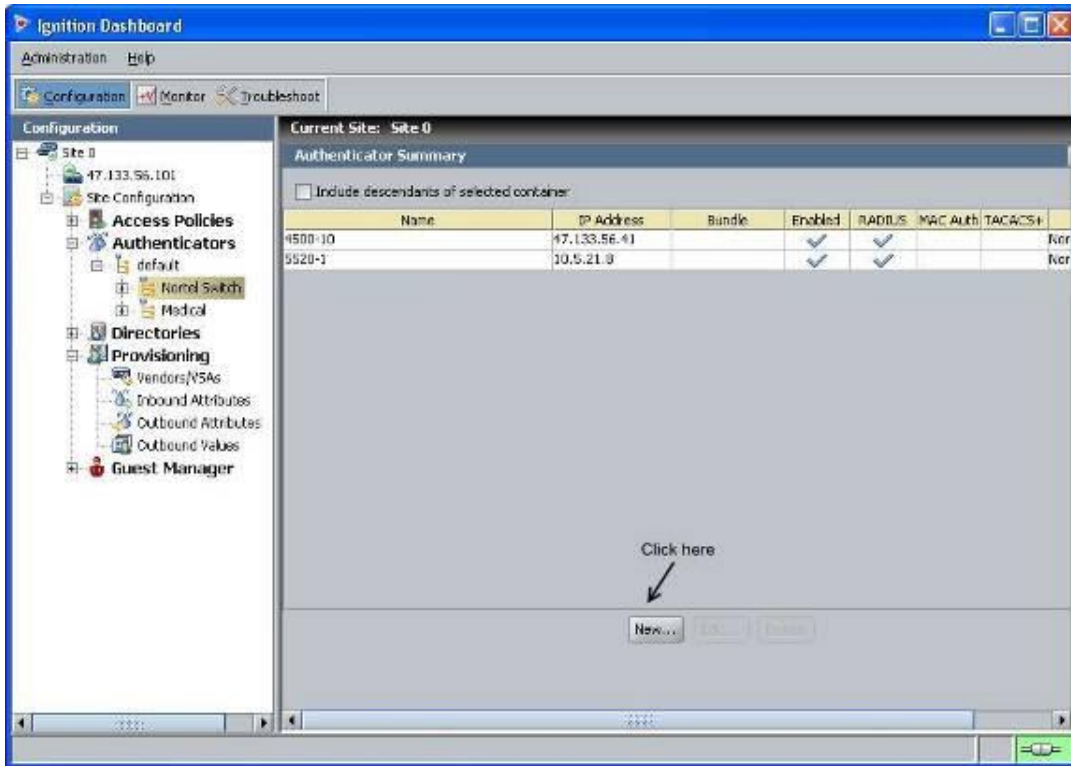 Ignition Dashboard
Administration Help
Configuration Monitor Troubleshoot
Configuration
Current Site: Site 0
Site 0
Authenticator Summary
47.133.56.101
Include descendants of selected container
Site Configuration
Name IP Address Bundle Enabled RADIUS MAC Auth TACACS+
Access Policies
4500-10 47.133.56.41 Nor
Authenticators
5520-1 10.5.21.8 Nor
default
Nortel Switch
Medical
Directories
Provisioning
Vendors/VSAs
Inbound Attributes
Outbound Attributes
Outbound Values
Guest Manager
Click here
New...